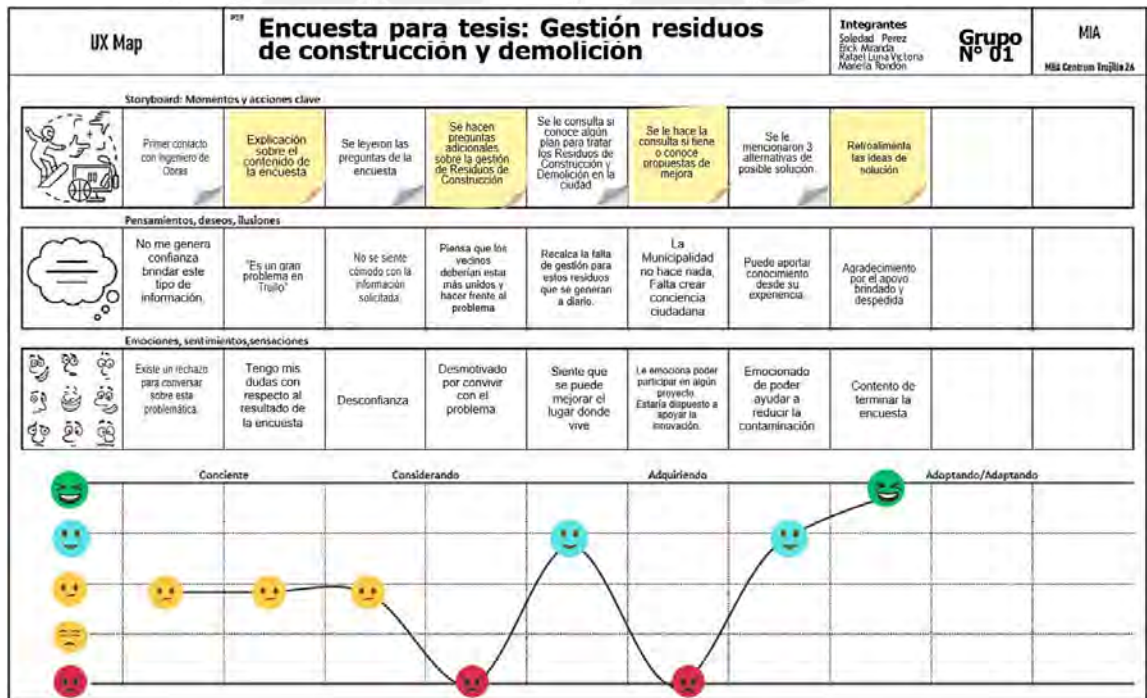 UX Map
Encuesta para tesis: Gestión residuos
de construcción y demolición
Integrantes
Soledad Perez
Erick Miranda
Rafael Luna Victoria
Mariella Rondón
Grupo
N° 01
MIA
MBA Centrum Trujillo 26
Storyboard: Momentos y acciones clave
Primer contacto
con Ingeniero de
Obras
Explicación
sobre el
contenido de
la encuesta
Se leyeron las
preguntas de la
encuesta
Se hacen
preguntas
adicionales
sobre la gestión
de Residuos de
Construcción
Se le consulta si
conoce algún
plan para tratar
los Residuos de
Construcción y
Demolición en la
ciudad
Se le hace la
consulta si tiene
o conoce
propuestas de
mejora
Se le
mencionaron 3
alternativas de
posible solución
Retroalimenta
las ideas de
solución
Pensamientos, deseos, ilusiones
No me genera
confianza
brindar este
tipo de
información.
"Es un gran
problema en
Trujllo"
No se siente
cómodo con la
información
solicitada
Piensa que los
vecinos
deberían estar
más unidos y
hacer frente al
problema
Recalca la falta
de gestión para
estos residuos
que se generan
a diario.
La
Municipalidad
no hace nada,
Falta crear
conciencia
ciudadana
Puede aportar
conocimiento
desde su
experiencia
Agradecimiento
por el apoyo
brindado y
despedida
Emociones, sentimientos,sensaciones
Existe un rechazo
para conversar
sobre esta
problemática.
Tengo mis
dudas con
respecto al
resultado de
la encuesta
Desconfianza
Desmotivado
por convivir
con el
problema
Siente que
se puede
mejorar el
lugar donde
vive
Le emociona poder
participar en algún
proyecto.
Estaría dispuesto a
apoyar la
innovación.
Emocionado
de poder
ayudar a
reducir la
contaminación
Contento de
terminar la
encuesta
Conciente
Considerando
Adquiriendo
Adoptando/Adaptando